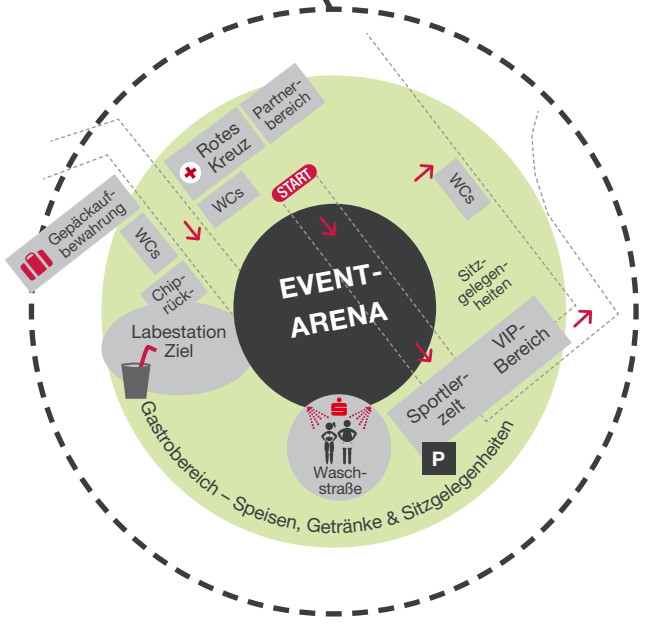 Partner-
bereich
Rotes
Kreuz
WCs
START
WCs
Gepäckauf-
bewahrung
WCs
Chip-
rück-
Labestation
Ziel
EVENT-
ARENA
Sitz-
gelegen-
heiten
VIP-
Bereich
Sportler-
zelt
P
Wasch-
straße
Gastrobereich – Speisen, Getränke & Sitzgelegenheiten